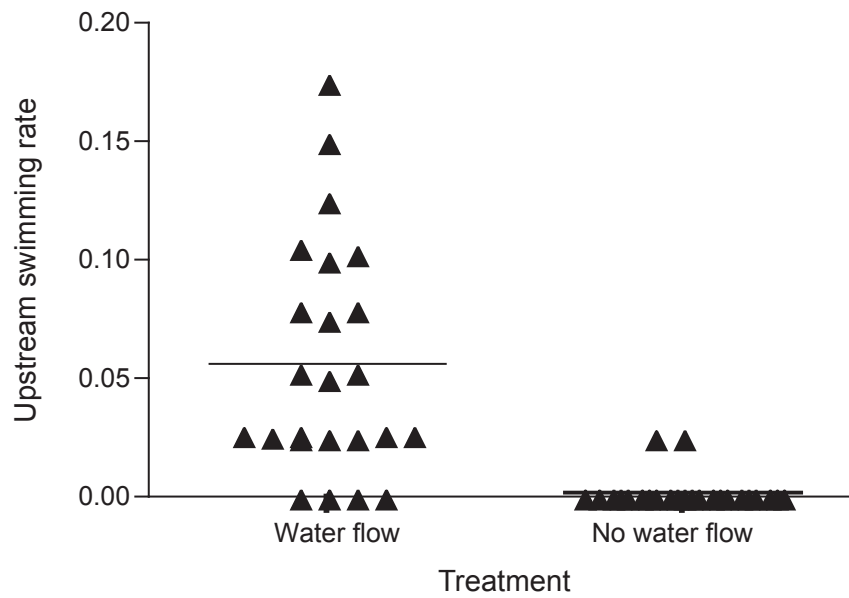 0.20
0.15
0.10
0.05
0.00
Upstream swimming rate
Water flow
No water flow
Treatment